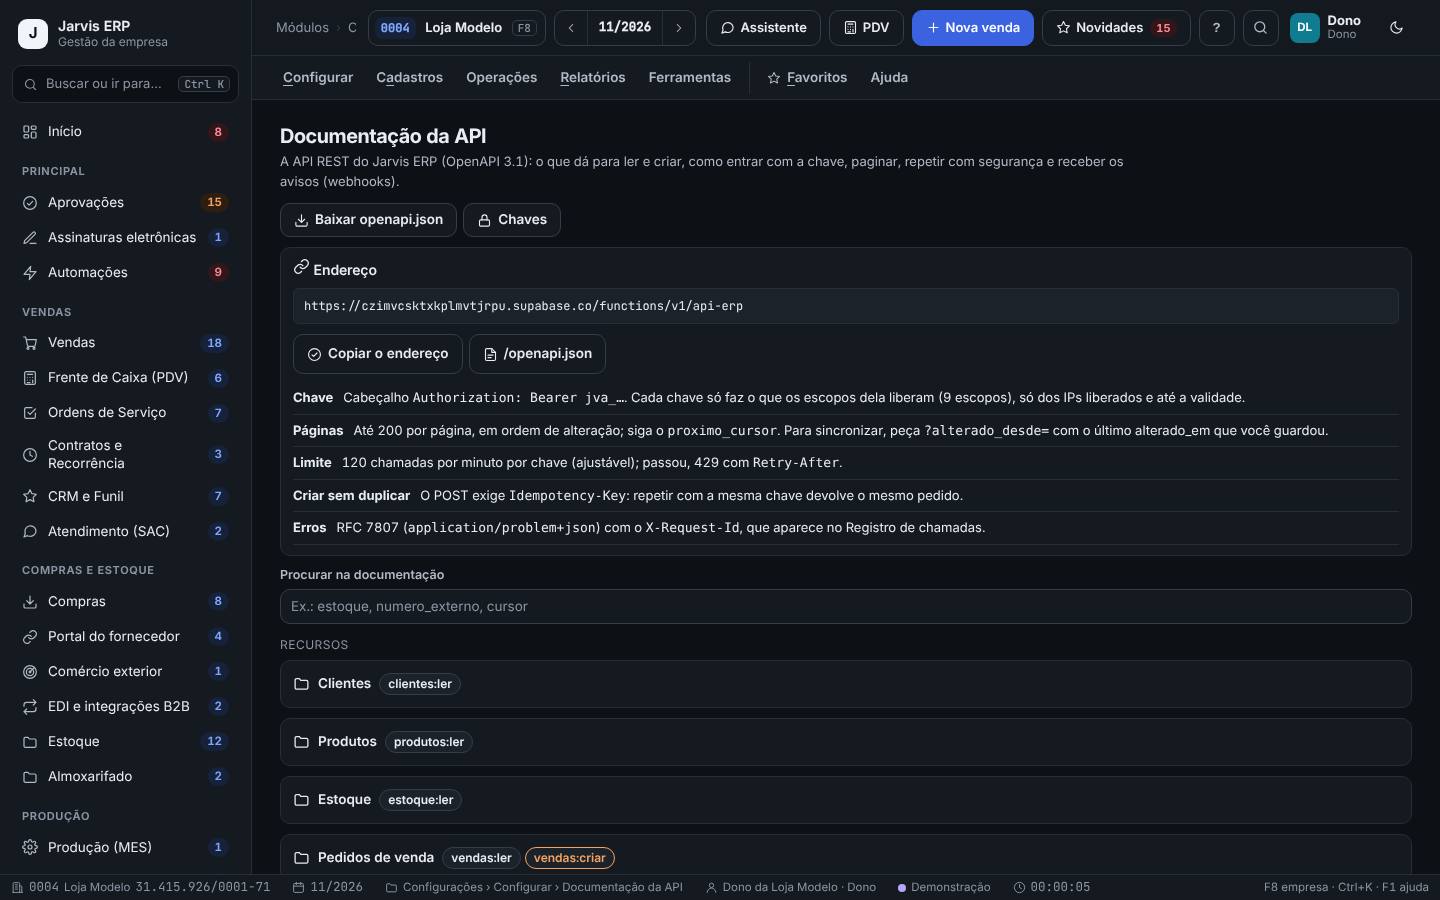 J
Jarvis ERP
Gestão da empresa
Buscar ou ir para... Ctrl K
Início 8
PRINCIPAL
Aprovações 15
Assinaturas eletrônicas 1
Automações 9
VENDAS
Vendas 18
Frente de Caixa (PDV) 6
Ordens de Serviço 7
Contratos e
Recorrência 3
CRM e Funil 7
Atendimento (SAC) 2
COMPRAS E ESTOQUE
Compras 8
Portal do fornecedor 4
Comércio exterior 1
EDI e integrações B2B 2
Estoque 12
Almoxarifado 2
PRODUÇÃO
Produção (MES) 1
Módulos › C 0004 Loja Modelo F8 ‹ 11/2026 › Assistente PDV + Nova venda Novidades 15 ? DL Dono
Dono
Configurar Cadastros Operações Relatórios Ferramentas Favoritos Ajuda
Documentação da API
A API REST do Jarvis ERP (OpenAPI 3.1): o que dá para ler e criar, como entrar com a chave, paginar, repetir com segurança e receber os
avisos (webhooks).
Baixar openapi.json Chaves
Endereço
https://czimvcsktxkplmvtjrpu.supabase.co/functions/v1/api-erp
Copiar o endereço /openapi.json
Chave Cabeçalho Authorization: Bearer jva_…. Cada chave só faz o que os escopos dela liberam (9 escopos), só dos IPs liberados e até a validade.
Páginas Até 200 por página, em ordem de alteração; siga o proximo_cursor. Para sincronizar, peça ?alterado_desde= com o último alterado_em que você guardou.
Limite 120 chamadas por minuto por chave (ajustável); passou, 429 com Retry-After.
Criar sem duplicar O POST exige Idempotency-Key: repetir com a mesma chave devolve o mesmo pedido.
Erros RFC 7807 (application/problem+json) com o X-Request-Id, que aparece no Registro de chamadas.
Procurar na documentação
Ex.: estoque, numero_externo, cursor
RECURSOS
Clientes clientes:ler
Produtos produtos:ler
Estoque estoque:ler
Pedidos de venda vendas:ler vendas:criar
0004 Loja Modelo 31.415.926/0001-71 11/2026 Configurações › Configurar › Documentação da API Dono da Loja Modelo · Dono Demonstração 00:00:05 F8 empresa · Ctrl+K · F1 ajuda